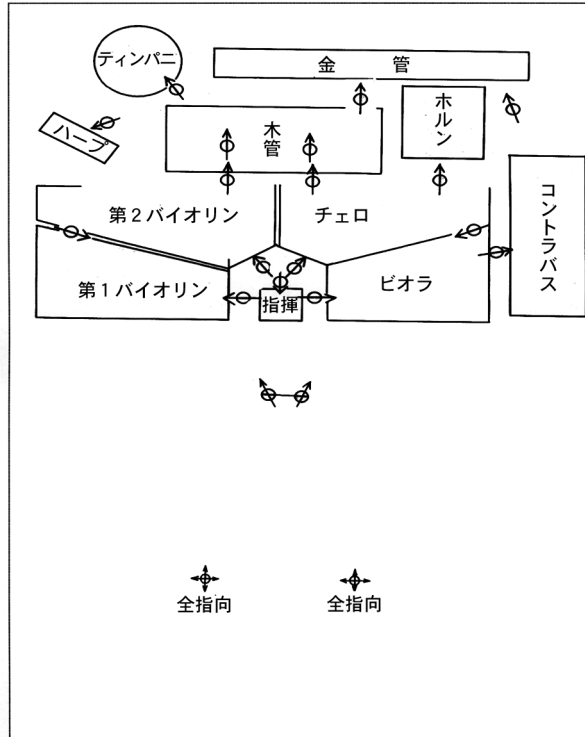 ティンパニ
金 管
ハープ
木管
ホルン
第2バイオリン
チェロ
コントラバス
第1バイオリン
指揮
ビオラ
全指向
全指向